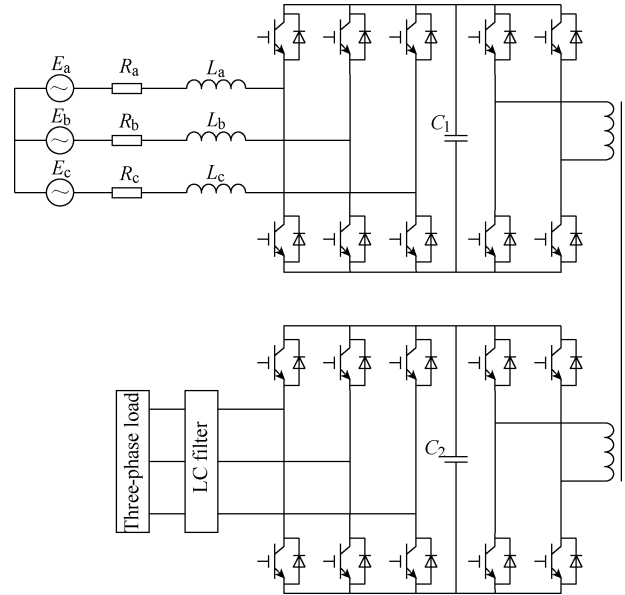 Ea
Ra
La
Eb
Rb
Lb
Ec
Rc
Lc
C1
Three-phase load
LC filter
C2